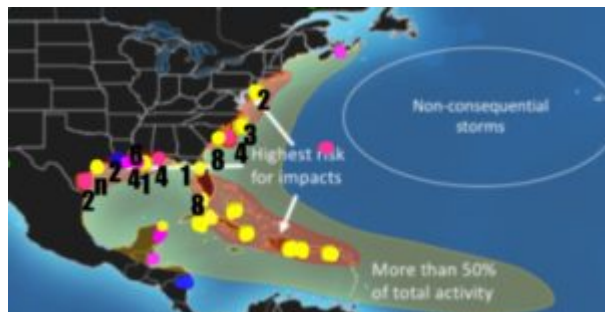 2
Non-consequential
storms
3
4
8
Highest risk
for impacts
6
2
4
1
4
1
n
2
8
More than 50%
of total activity